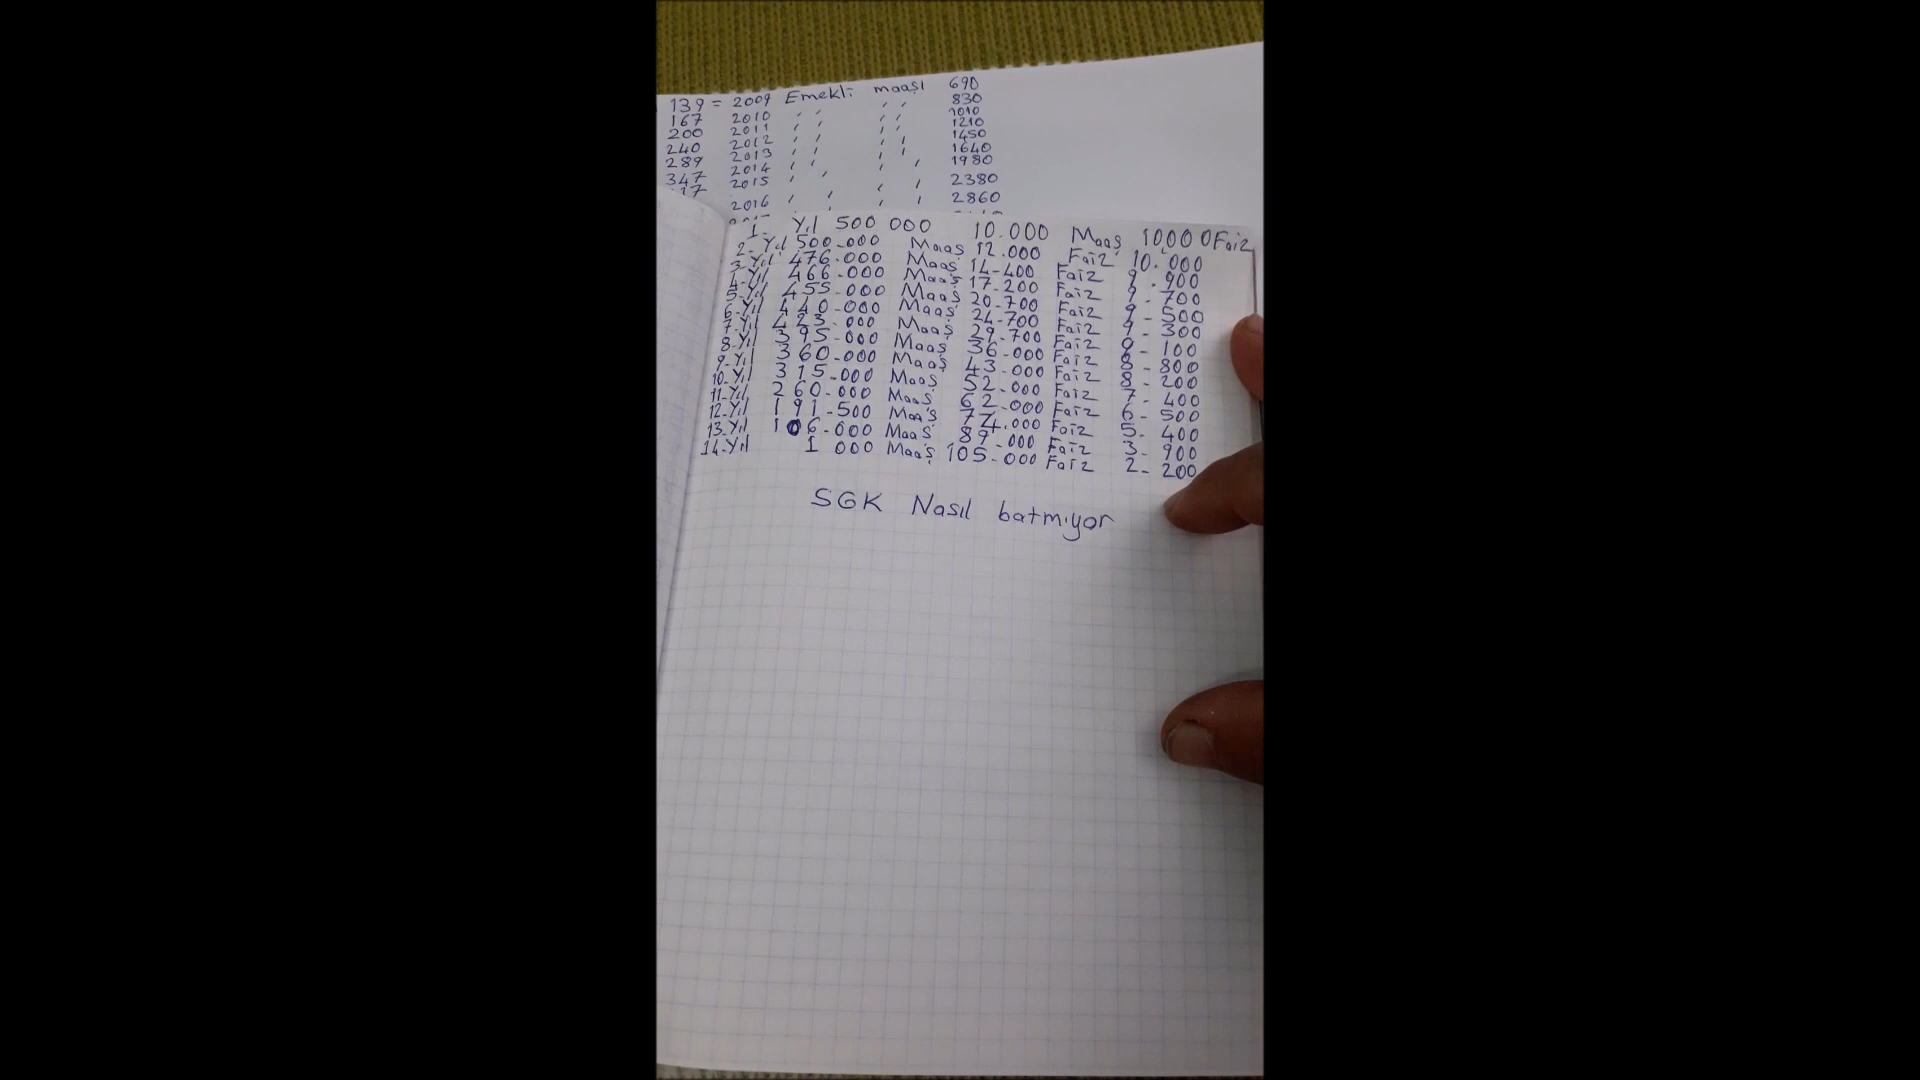 139 = 2009 Emekli maaşı 690
167 2010 ,, ,, 830
200 2011 ,, ,, 1010
240 2012 ,, ,, 1210
289 2013 ,, ,, 1450
347 2014 ,, ,, 1640
2015 ,, ,, 1980
2380
2016 ,, ,, 2860
1. Yıl 500 000 10.000 Maaş 10000 Faiz
2-Yıl 500-000 Maaş 12.000 Faiz 10.000
3-Yıl 476.000 Maaş 14-400 Faiz 9.900
4-Yıl 466-000 Maaş 17-200 Faiz 9-700
5-Yıl 455-000 Maaş 20-700 Faiz 9-500
6-Yıl 440-000 Maaş 24-700 Faiz 9-300
7-Yıl 423.000 Maaş 29-700 Faiz 9-100
8-Yıl 395-000 Maaş 36-000 Faiz 8-800
9-Yıl 360-000 Maaş 43-000 Faiz 8-200
10-Yıl 315-000 Maaş 52-000 Faiz 7-400
11-Yıl 260-000 Maaş 62-000 Faiz 6-500
12-Yıl 191-500 Maaş 74.000 Faiz 5-400
13-Yıl 106-000 Maaş 89-000 Faiz 3-900
14-Yıl 1 000 Maaş 105-000 Faiz 2-200
SGK Nasıl batmıyor